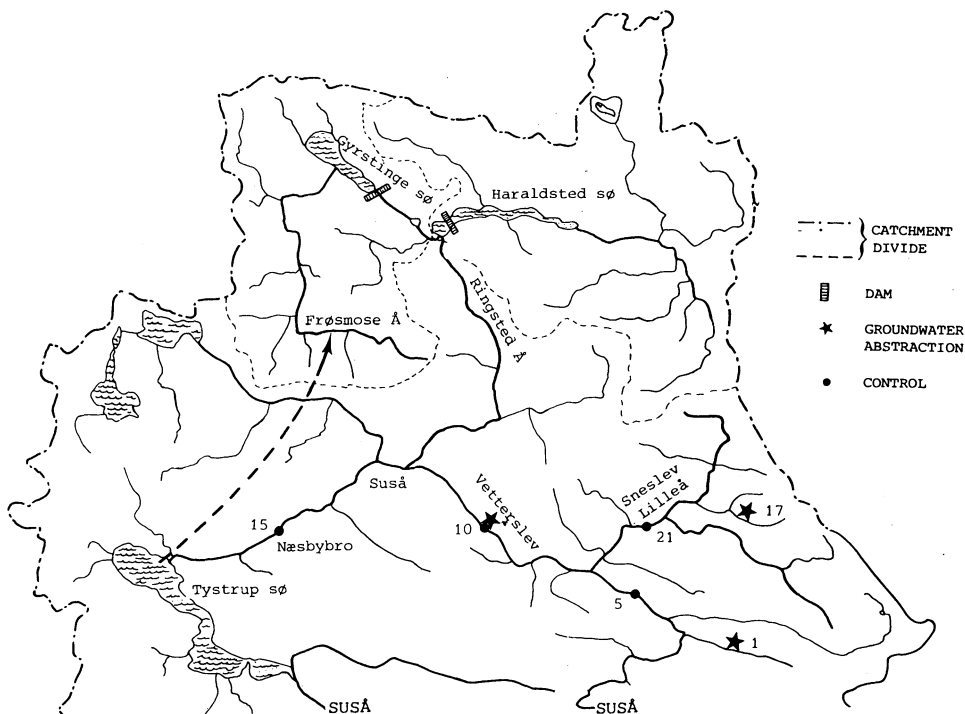 Gyrstinge sø
Haraldsted sø
CATCHMENT
DIVIDE
DAM
GROUNDWATER
ABSTRACTION
CONTROL
Ringsted Å
Frøsmose Å
Suså
Vetterslev
Sneslev
Lilleå
17
15
10
21
Næsbybro
Tystrup sø
5
1
SUSÅ
SUSÅ